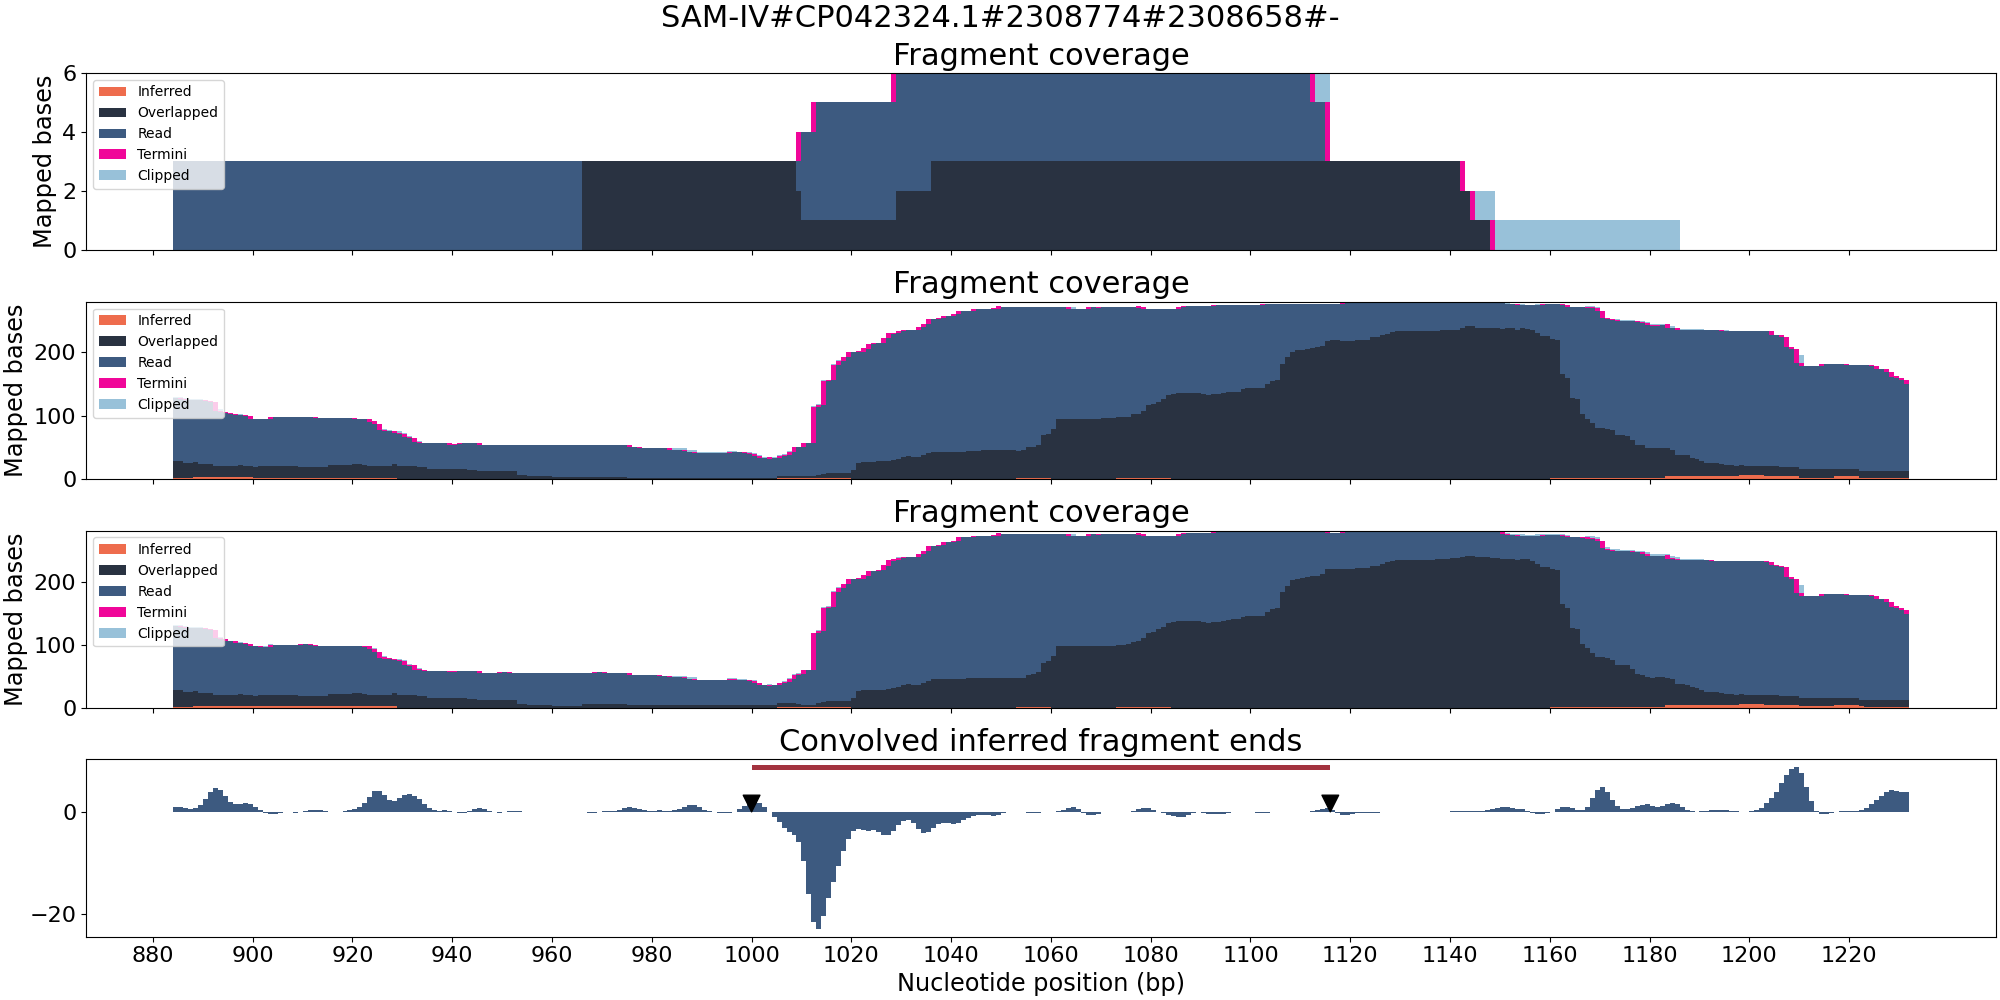 SAM-IV#CP042324.1#2308774#2308658#-
Fragment coverage
Mapped bases
6
4
2
0
Inferred
Overlapped
Read
Termini
Clipped
Fragment coverage
Mapped bases
200
100
0
Inferred
Overlapped
Read
Termini
Clipped
Fragment coverage
Mapped bases
200
100
0
Inferred
Overlapped
Read
Termini
Clipped
Convolved inferred fragment ends
0
−20
880 900 920 940 960 980 1000 1020 1040 1060 1080 1100 1120 1140 1160 1180 1200 1220
Nucleotide position (bp)